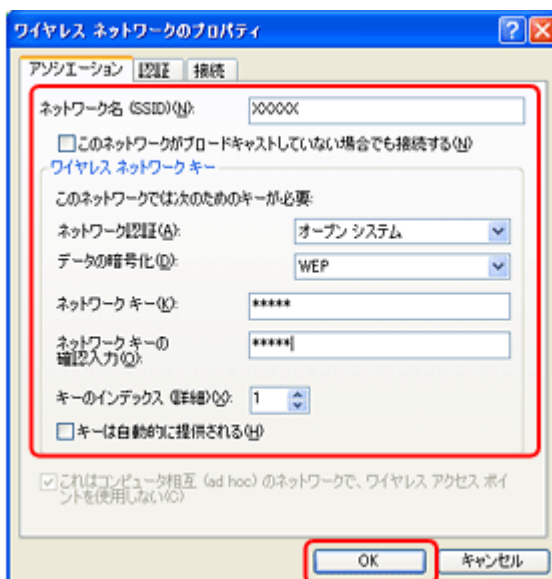 ワイヤレス ネットワークのプロパティ
アソシエーション 認証 接続
ネットワーク名 (SSID)(N): XXXXX
このネットワークがブロードキャストしていない場合でも接続する(N)
ワイヤレス ネットワーク キー
このネットワークでは次のためのキーが必要:
ネットワーク認証(A): オープン システム
データの暗号化(D): WEP
ネットワーク キー(K): *****
ネットワーク キーの
確認入力(O): *****
キーのインデックス (詳細)(X): 1
キーは自動的に提供される(H)
これはコンピュータ相互 (ad hoc) のネットワークで、ワイヤレス アクセス ポイ
ントを使用しない(C)
OK キャンセル